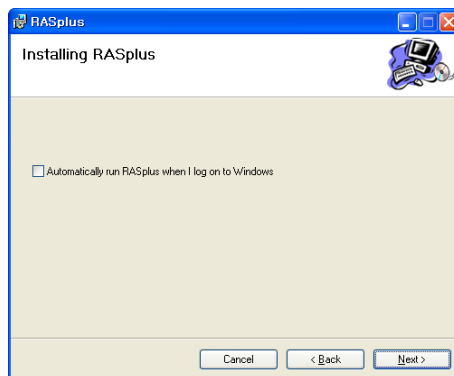 RASplus
Installing RASplus
Automatically run RASplus when I log on to Windows
Cancel
< Back
Next >